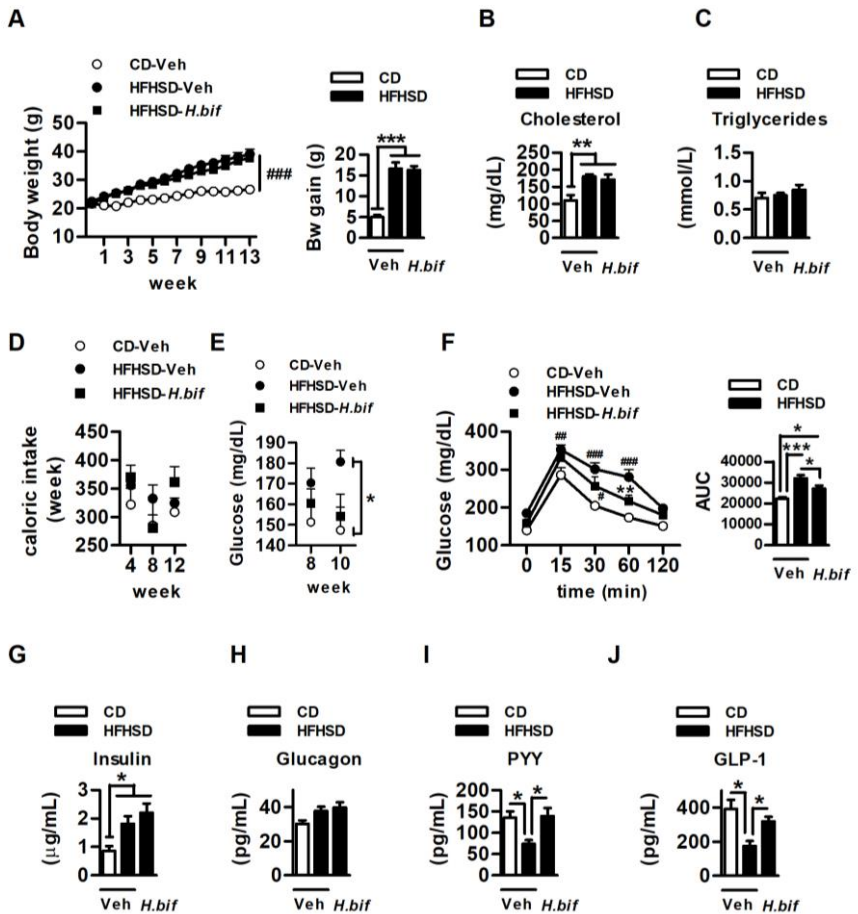 A
CD-Veh
HFHSD-Veh
HFHSD-H.bif
Body weight (g)
50
40
30
20
10
###
1 3 5 7 9 11 13
week
CD
HFHSD
Bw gain (g)
20
15
10
5
0
***
Veh H.bif
B
CD
HFHSD
Cholesterol
(mg/dL)
250
200
150
100
50
0
**
Veh H.bif
C
CD
HFHSD
Triglycerides
(mmol/L)
1.5
1.0
0.5
0.0
Veh H.bif
D
CD-Veh
HFHSD-Veh
HFHSD-H.bif
caloric intake
(week)
450
400
350
300
250
4 8 12
week
E
CD-Veh
HFHSD-Veh
HFHSD-H.bif
Glucose (mg/dL)
190
180
170
160
150
140
*
8 10
week
F
CD-Veh
HFHSD-Veh
HFHSD-H.bif
Glucose (mg/dL)
400
300
200
100
##
###
###
#
**
0 15 30 60 120
time (min)
CD
HFHSD
AUC
40000
30000
20000
10000
0
*
***
*
Veh H.bif
G
CD
HFHSD
Insulin
(μg/mL)
3
2
1
0
*
Veh H.bif
H
CD
HFHSD
Glucagon
(pg/mL)
40
20
0
Veh H.bif
I
CD
HFHSD
PYY
(pg/mL)
200
150
100
50
0
* *
Veh H.bif
J
CD
HFHSD
GLP-1
(pg/mL)
400
200
0
* *
Veh H.bif